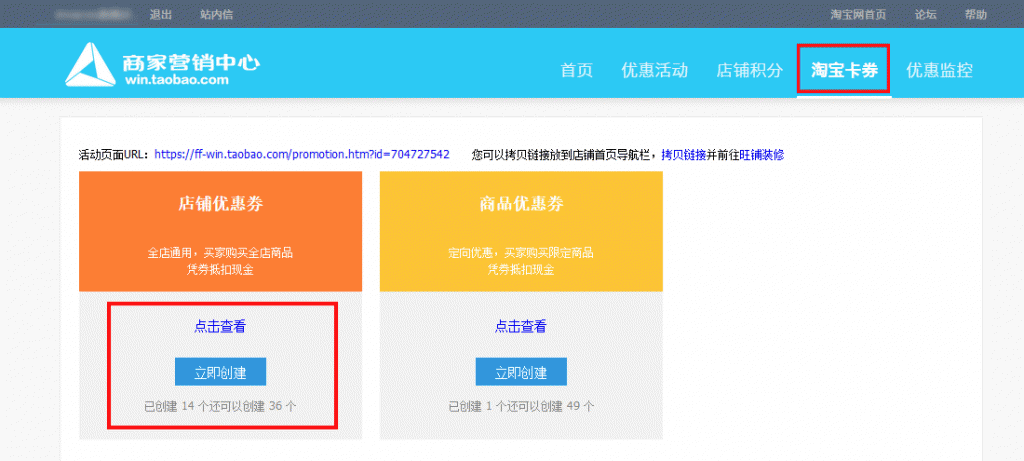 退出 站内信 淘宝网首页 论坛 帮助
商家营销中心
win.taobao.com
首页 优惠活动 店铺积分 淘宝卡券 优惠监控
活动页面URL：https://ff-win.taobao.com/promotion.htm?id=704727542 您可以拷贝链接放到店铺首页导航栏，拷贝链接并前往旺铺装修
店铺优惠券
全店通用，买家购买全店商品
凭券抵扣现金
点击查看
立即创建
已创建 14 个还可以创建 36 个
商品优惠券
定向优惠，买家购买限定商品
凭券抵扣现金
点击查看
立即创建
已创建 1 个还可以创建 49 个